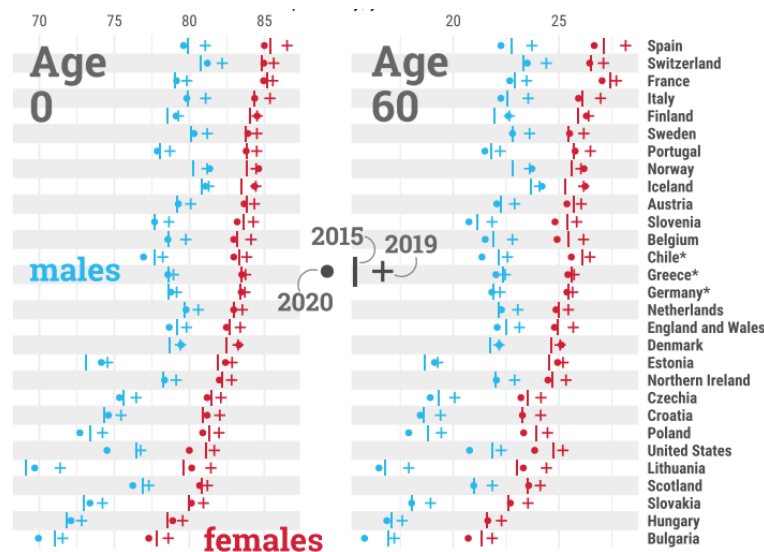 70 75 80 85 20 25
Age
0
Age
60
Spain
Switzerland
France
Italy
Finland
Sweden
Portugal
Norway
Iceland
Austria
Slovenia
Belgium
Chile*
Greece*
Germany*
Netherlands
England and Wales
Denmark
Estonia
Northern Ireland
Czechia
Croatia
Poland
United States
Lithuania
Scotland
Slovakia
Hungary
Bulgaria
males
2015
2019
2020
females